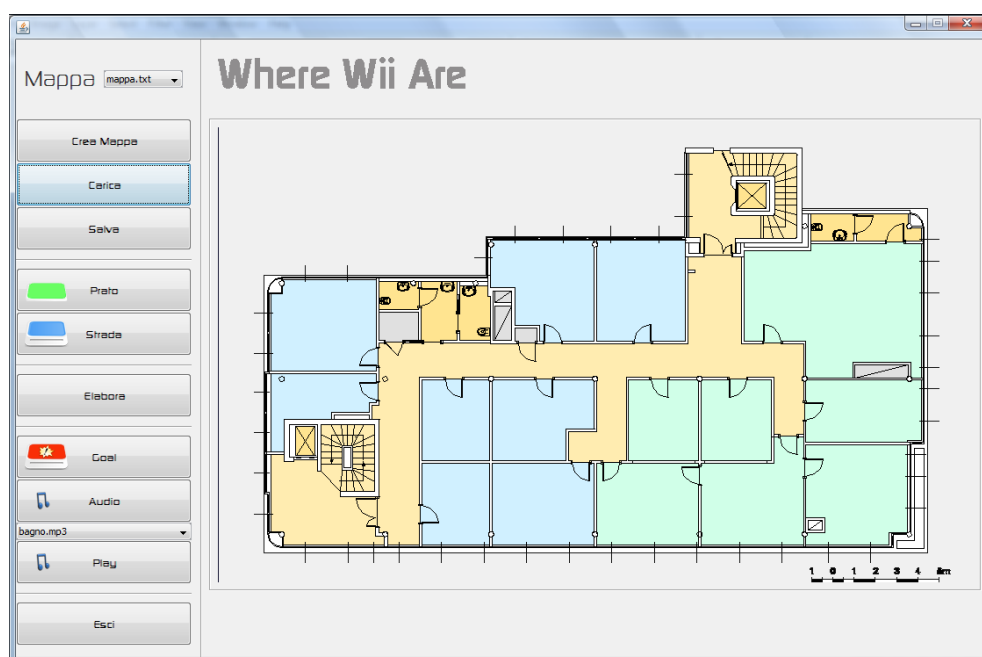 Where Wii Are
Mappa mappa.txt
Crea Mappa
Carica
Salva
Prato
Strada
Elabora
Goal
Audio
bagno.mp3
Play
Esci
1 0 1 2 3 4 5m